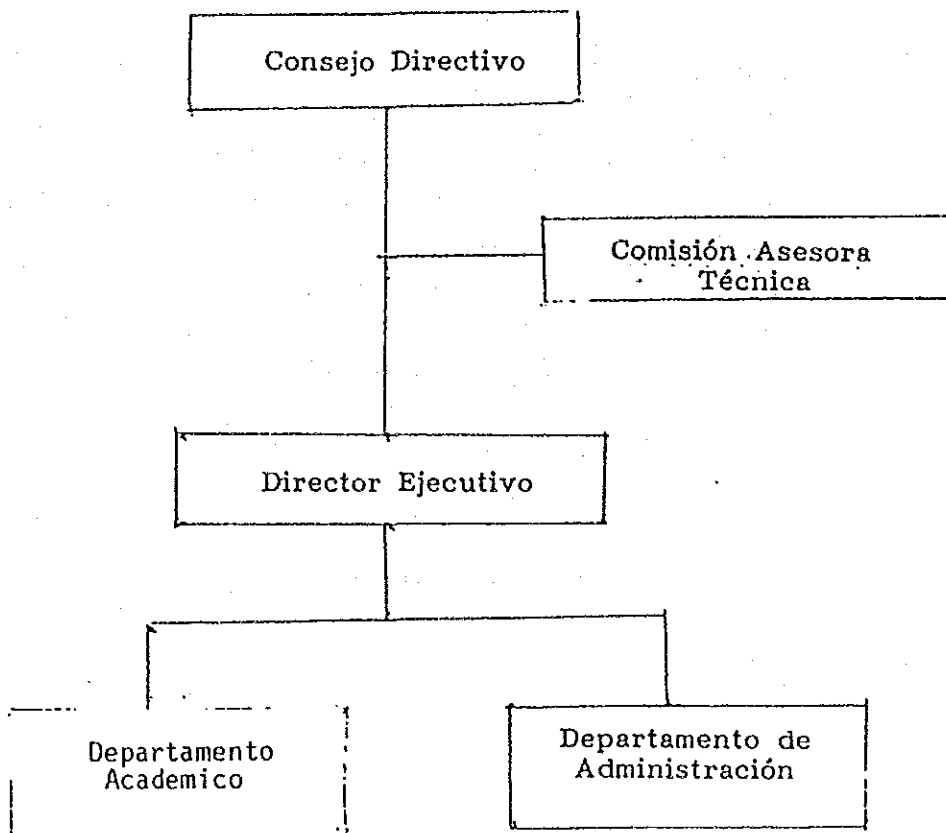 Consejo Directivo
Comisión Asesora
Técnica
Director Ejecutivo
Departamento
Academico
Departamento de
Administración